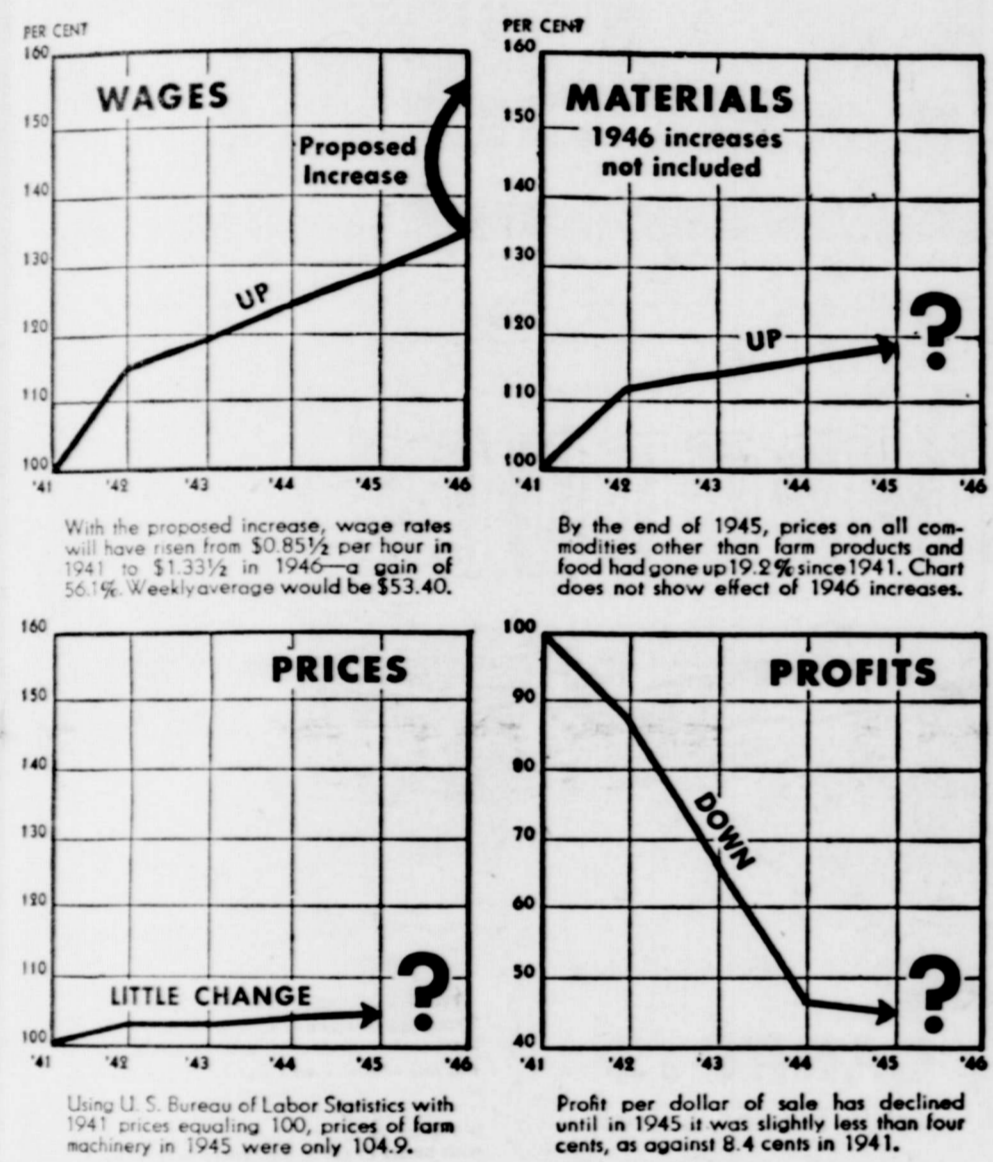 PER CENT
160
150
140
130
120
110
100
WAGES
Proposed
Increase
UP
'41 '42 '43 '44 '45 '46
With the proposed increase, wage rates
will have risen from $0.85½ per hour in
1941 to $1.33½ in 1946—a gain of
56.1%. Weekly average would be $53.40.
PER CENT
160
150
140
130
120
110
100
MATERIALS
1946 increases
not included
UP
?
'41 '42 '43 '44 '45 '46
By the end of 1945, prices on all com-
modities other than farm products and
food had gone up 19.2% since 1941. Chart
does not show effect of 1946 increases.
160
150
140
130
120
110
100
PRICES
LITTLE CHANGE
?
'41 '42 '43 '44 '45 '46
Using U. S. Bureau of Labor Statistics with
1941 prices equaling 100, prices of farm
machinery in 1945 were only 104.9.
100
90
80
70
60
50
40
PROFITS
DOWN
?
'41 '42 '43 '44 '45 '46
Profit per dollar of sale has declined
until in 1945 it was slightly less than four
cents, as against 8.4 cents in 1941.